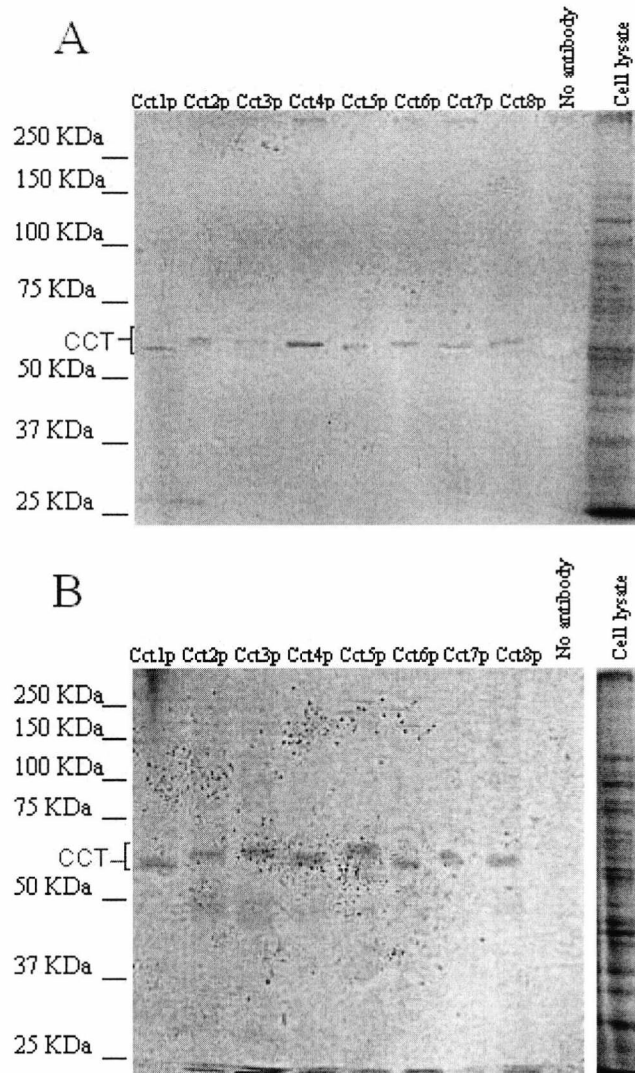 A
No antibody
Cell lysate
Cct1p Cct2p Cct3p Cct4p Cct5p Cct6p Cct7p Cct8p
250 KDa
150 KDa
100 KDa
75 KDa
CCT
50 KDa
37 KDa
25 KDa
B
No antibody
Cell lysate
Cct1p Cct2p Cct3p Cct4p Cct5p Cct6p Cct7p Cct8p
250 KDa
150 KDa
100 KDa
75 KDa
CCT
50 KDa
37 KDa
25 KDa